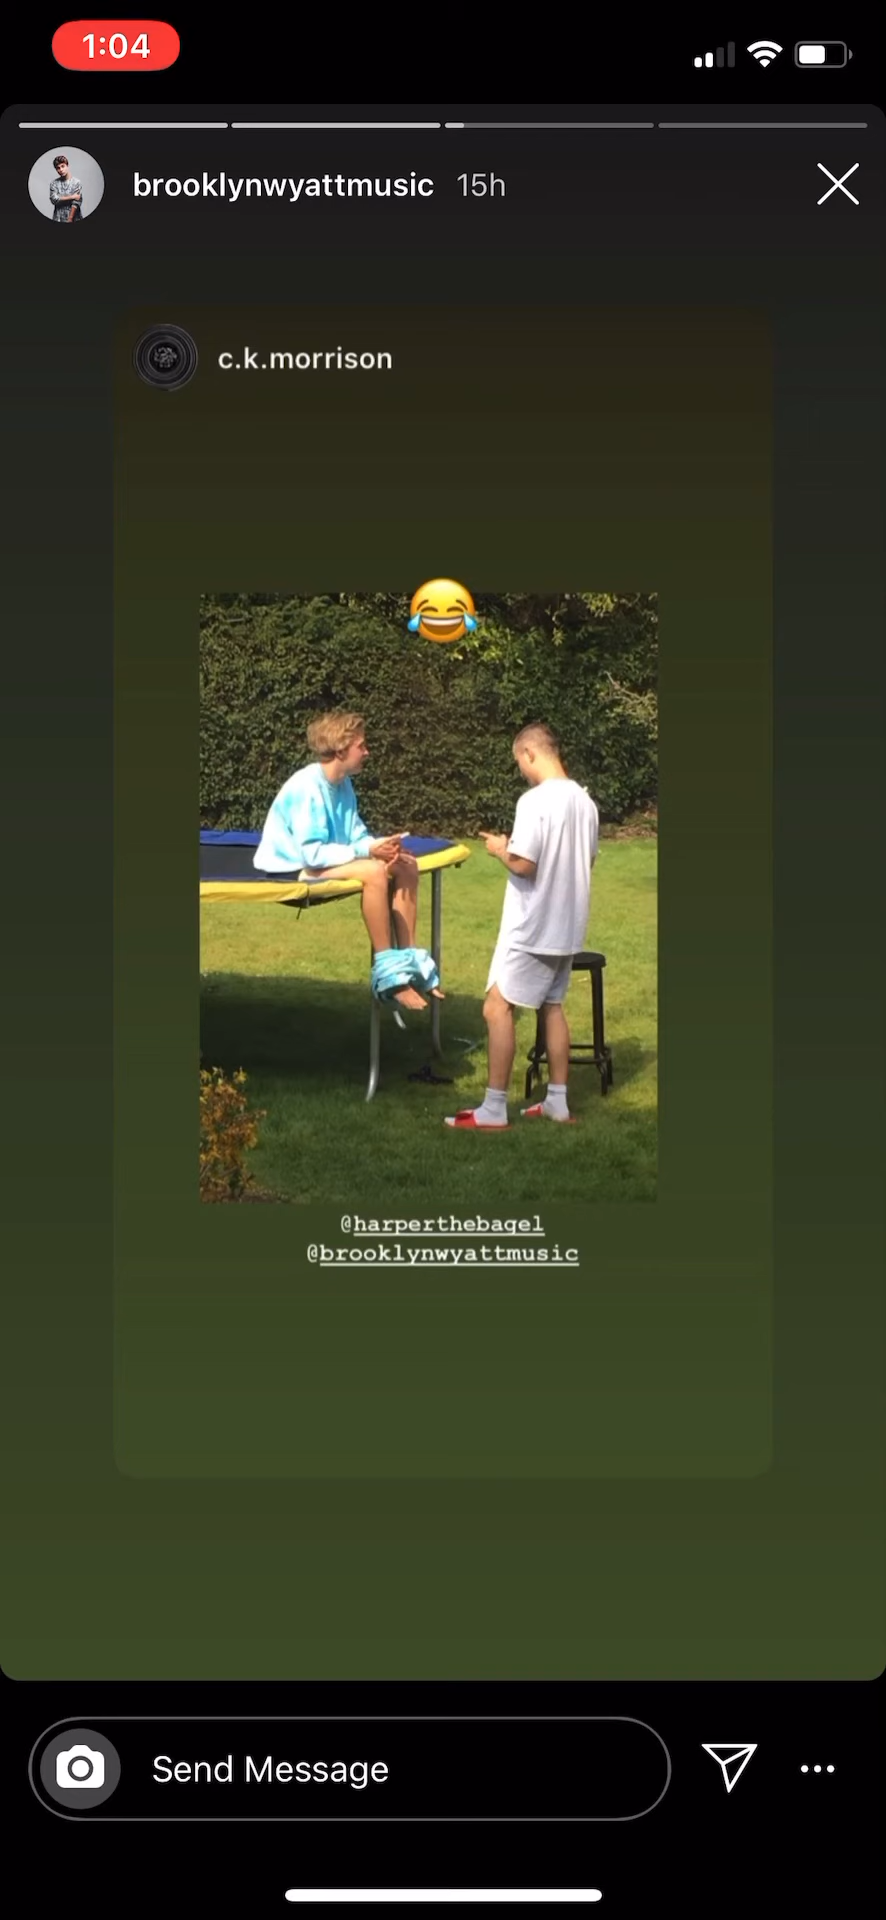 1:04
brooklynwyattmusic 15h
c.k.morrison
@harperthebagel
@brooklynwyattmusic
Send Message